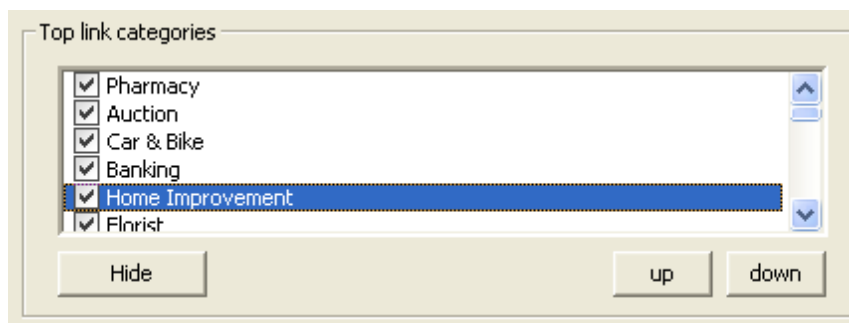 Top link categories
Pharmacy
Auction
Car & Bike
Banking
Home Improvement
Florist
Hide
up
down